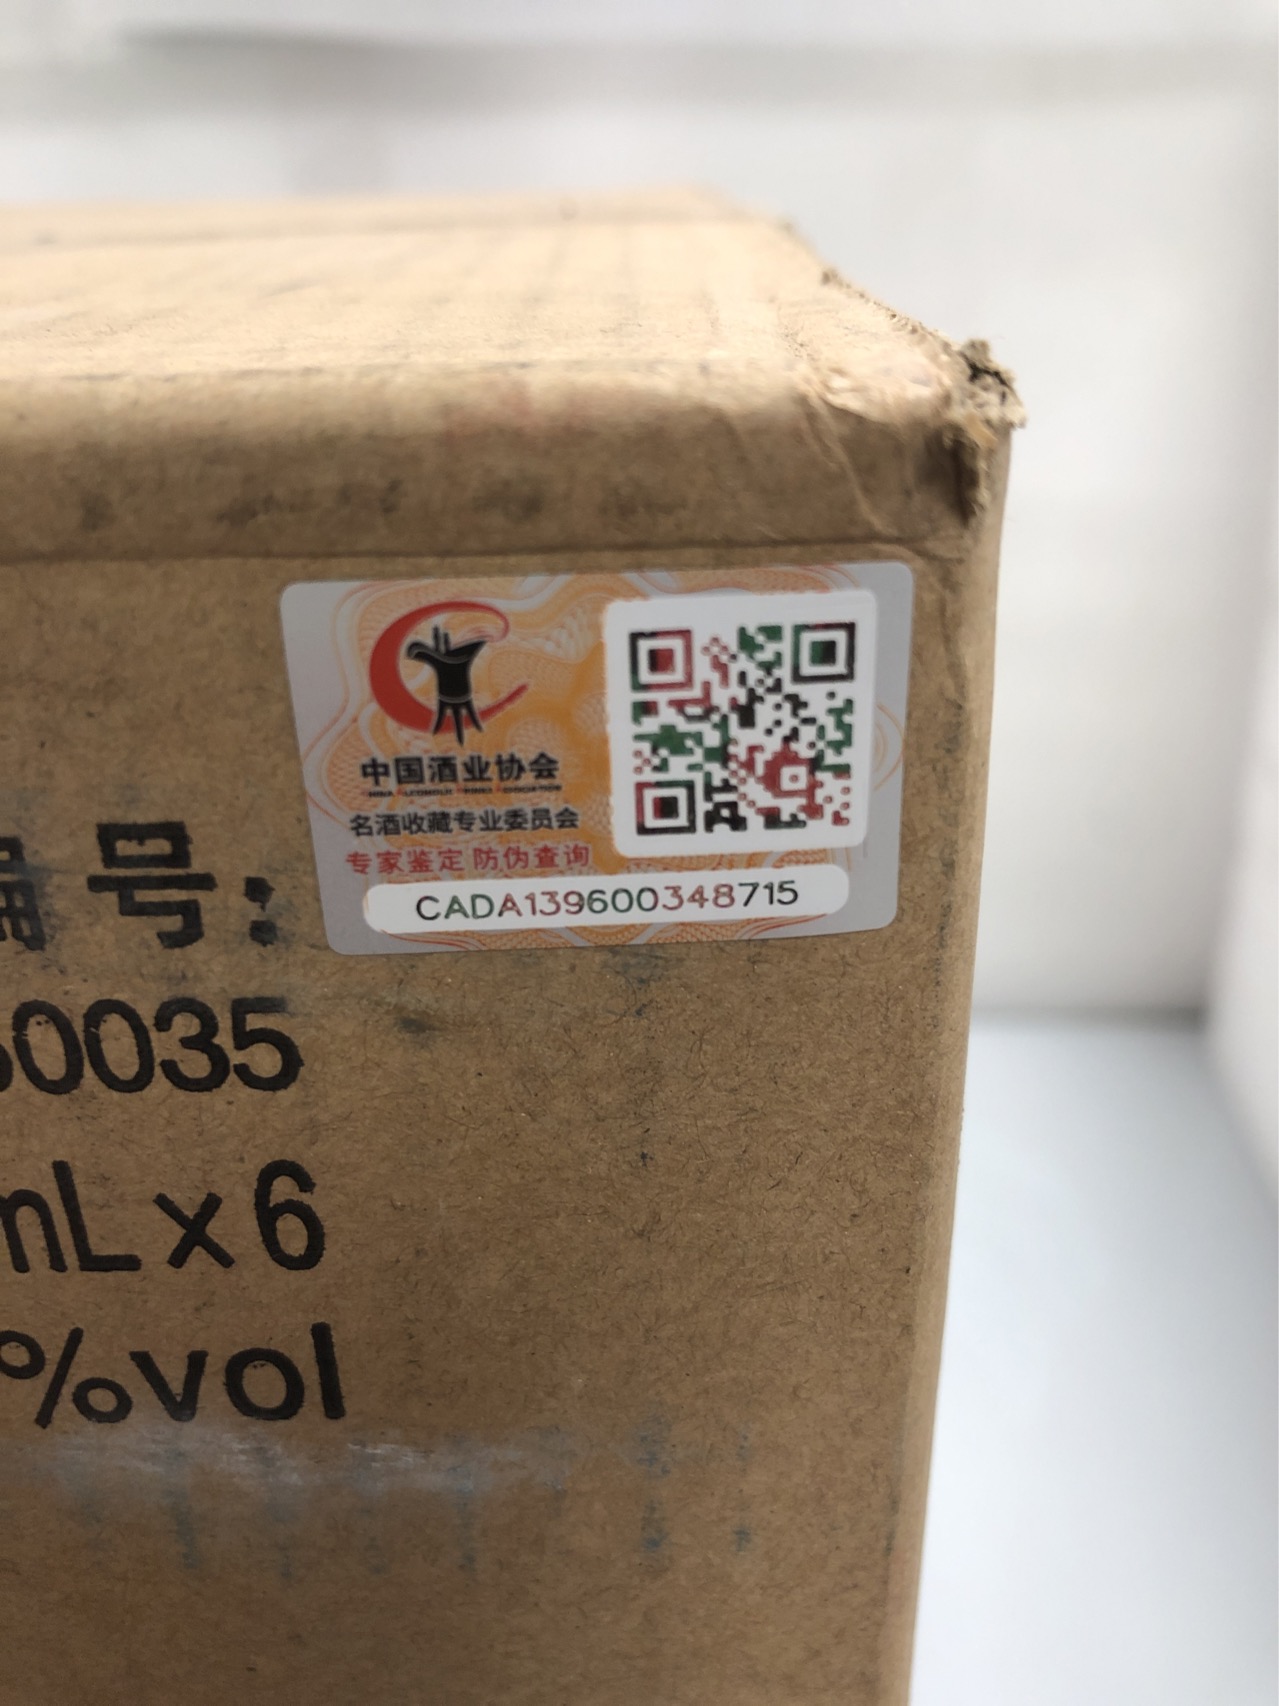 中国酒业协会
名酒收藏专业委员会
专家鉴定 防伪查询
CADA139600348715
编号:
0035
mL×6
%vol